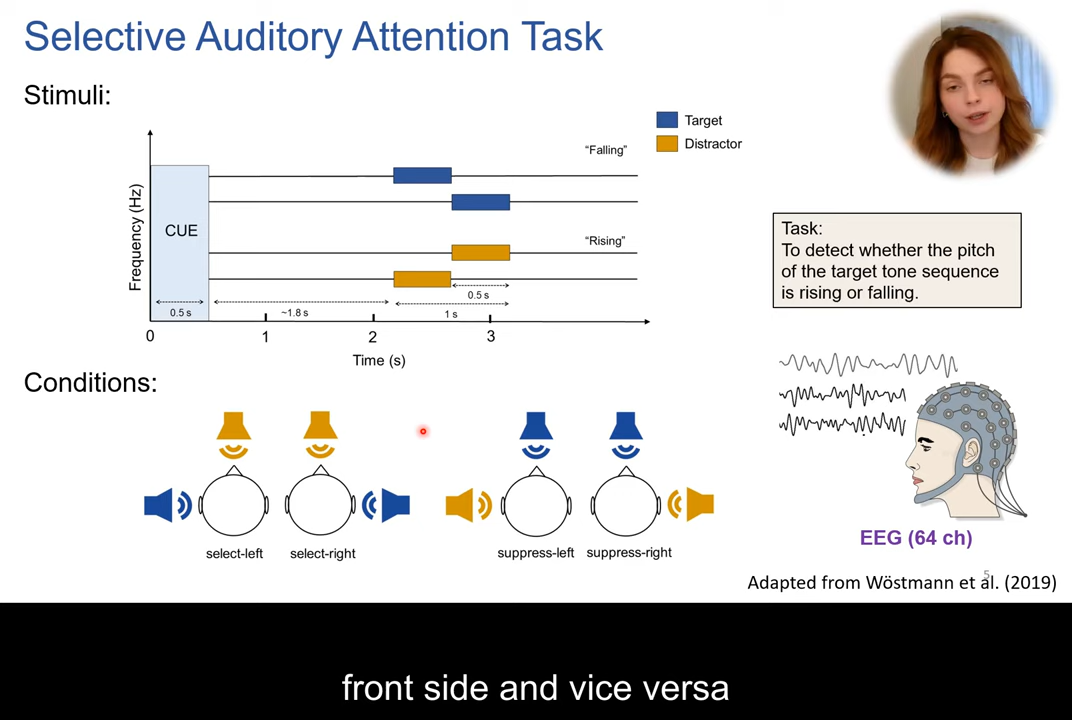 Selective Auditory Attention Task
Stimuli:
Target
Distractor
"Falling"
"Rising"
CUE
Frequency (Hz)
0.5 s
~1.8 s
0.5 s
1 s
0
1
2
3
Time (s)
Task:
To detect whether the pitch
of the target tone sequence
is rising or falling.
Conditions:
select-left
select-right
suppress-left
suppress-right
EEG (64 ch)
5
Adapted from Wöstmann et al. (2019)
front side and vice versa